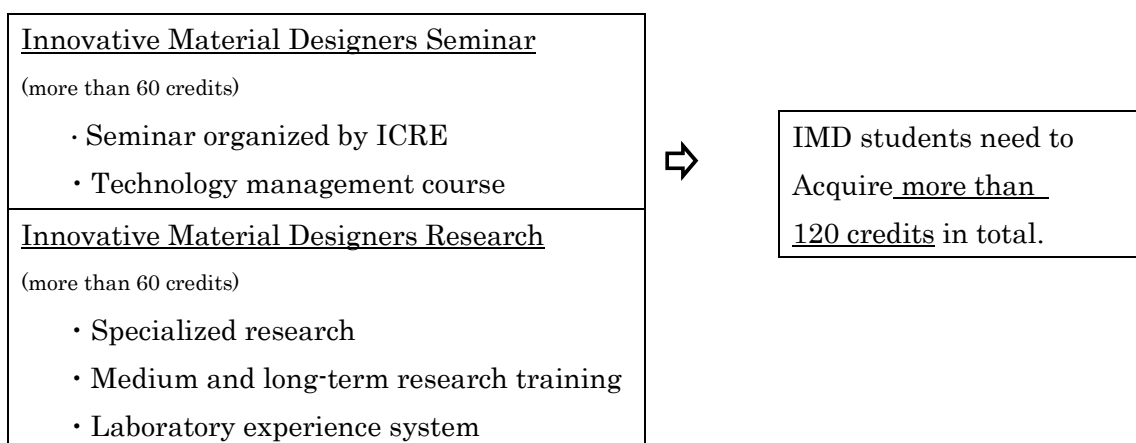 Innovative Material Designers Seminar
(more than 60 credits)
・Seminar organized by ICRE
・Technology management course
Innovative Material Designers Research
(more than 60 credits)
・Specialized research
・Medium and long-term research training
・Laboratory experience system
⇨
IMD students need to
Acquire more than
120 credits in total.